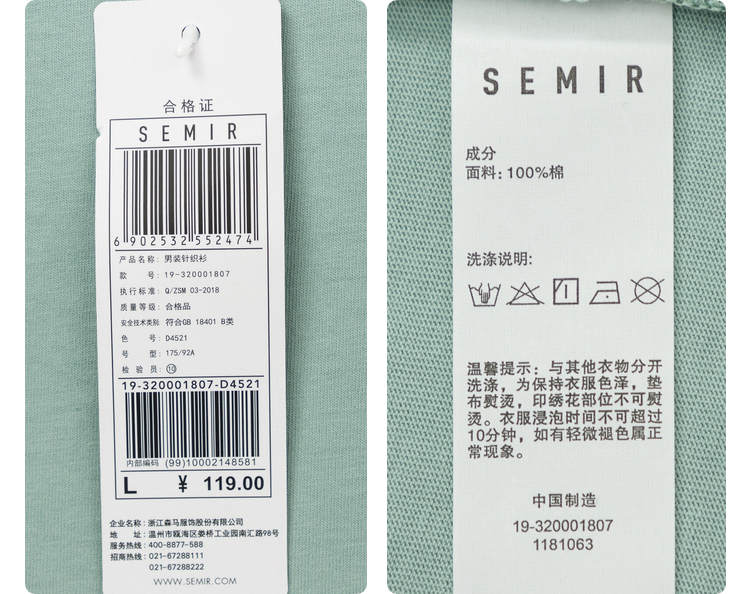 合格证
SEMIR
6 902532 552474
产品名称: 男装针织衫
款 号: 19-320001807
执行标准: Q/ZSM 03-2018
质量等级: 合格品
安全技术类别: 符合GB 18401 B类
色 号: D4521
号 型: 175/92A
检 验 员: ⑩
19-320001807-D4521
内部编码 (99)10002148581
L ¥ 119.00
企业名称: 浙江森马服饰股份有限公司
地 址: 温州市瓯海区娄桥工业园南汇路98号
服务热线: 400-8877-588
招商热线: 021-67288111
021-67288222
WWW.SEMIR.COM
SEMIR
成分
面料: 100%棉
洗涤说明:
温馨提示: 与其他衣物分开
洗涤，为保持衣服色泽，垫
布熨烫，印绣花部位不可熨
烫。衣服浸泡时间不可超过
10分钟，如有轻微褪色属正
常现象。
中国制造
19-320001807
1181063